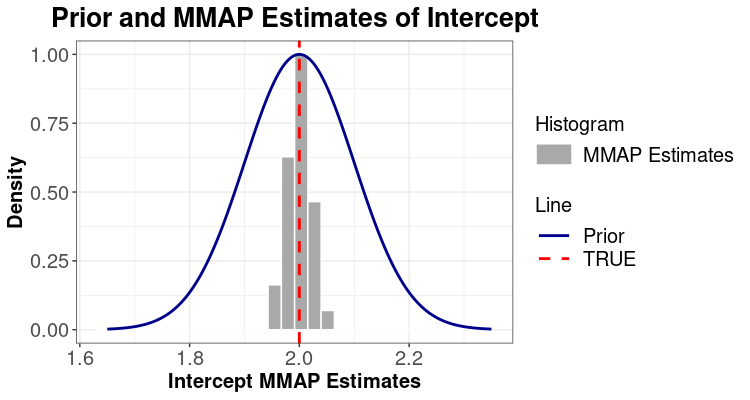 Prior and MMAP Estimates of Intercept
1.00
0.75
0.50
0.25
0.00
Density
1.6 1.8 2.0 2.2
Intercept MMAP Estimates
Histogram
MMAP Estimates
Line
Prior
TRUE